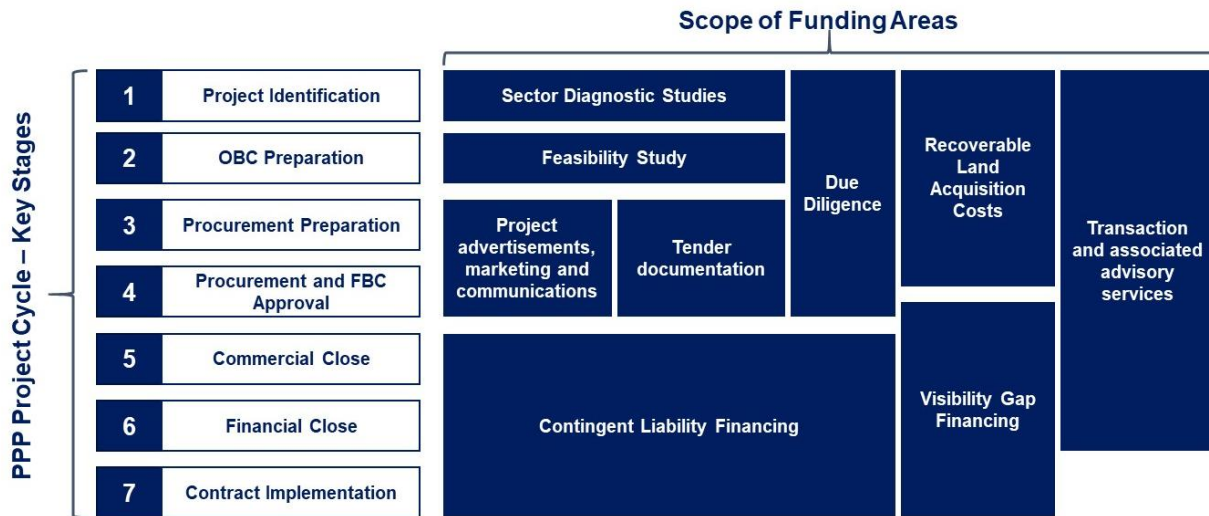 Scope of Funding Areas
PPP Project Cycle – Key Stages
1
Project Identification
2
OBC Preparation
3
Procurement Preparation
4
Procurement and FBC
Approval
5
Commercial Close
6
Financial Close
7
Contract Implementation
Sector Diagnostic Studies
Feasibility Study
Project
advertisements,
marketing and
communications
Tender
documentation
Due
Diligence
Recoverable
Land
Acquisition
Costs
Transaction
and associated
advisory
services
Contingent Liability Financing
Visibility Gap
Financing